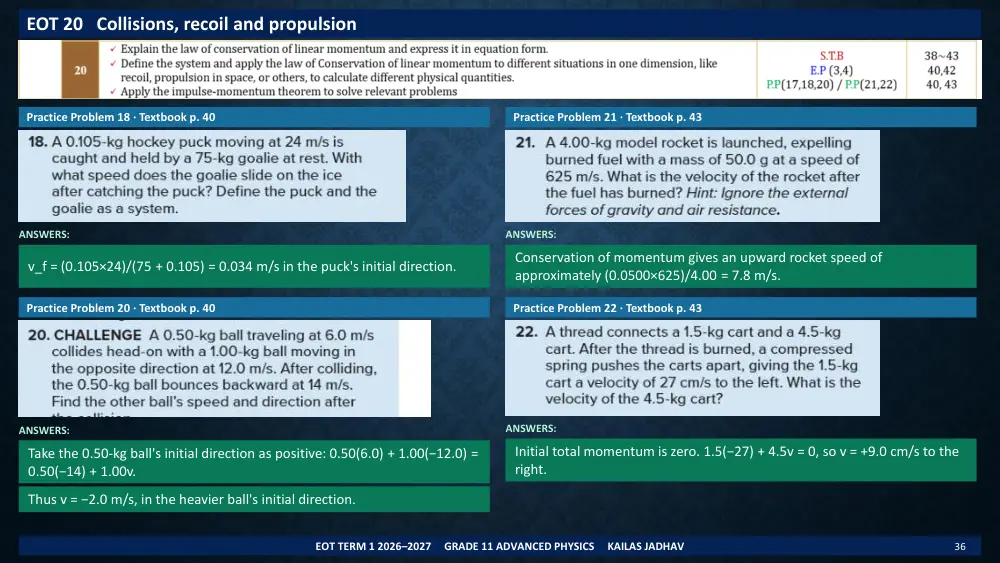 EOT 20 Collisions, recoil and propulsion
20
✓ Explain the law of conservation of linear momentum and express it in equation form.
✓ Define the system and apply the law of Conservation of linear momentum to different situations in one dimension, like
recoil, propulsion in space, or others, to calculate different physical quantities.
✓ Apply the impulse-momentum theorem to solve relevant problems
S.T.B
E.P (3,4)
P.P(17,18,20) / P.P(21,22)
38~43
40,42
40, 43
Practice Problem 18 · Textbook p. 40
18. A 0.105-kg hockey puck moving at 24 m/s is
caught and held by a 75-kg goalie at rest. With
what speed does the goalie slide on the ice
after catching the puck? Define the puck and the
goalie as a system.
ANSWERS:
v_f = (0.105×24)/(75 + 0.105) = 0.034 m/s in the puck's initial direction.
Practice Problem 20 · Textbook p. 40
20. CHALLENGE A 0.50-kg ball traveling at 6.0 m/s
collides head-on with a 1.00-kg ball moving in
the opposite direction at 12.0 m/s. After colliding,
the 0.50-kg ball bounces backward at 14 m/s.
Find the other ball's speed and direction after
the collision
ANSWERS:
Take the 0.50-kg ball's initial direction as positive: 0.50(6.0) + 1.00(−12.0) =
0.50(−14) + 1.00v.
Thus v = −2.0 m/s, in the heavier ball's initial direction.
Practice Problem 21 · Textbook p. 43
21. A 4.00-kg model rocket is launched, expelling
burned fuel with a mass of 50.0 g at a speed of
625 m/s. What is the velocity of the rocket after
the fuel has burned? Hint: Ignore the external
forces of gravity and air resistance.
ANSWERS:
Conservation of momentum gives an upward rocket speed of
approximately (0.0500×625)/4.00 = 7.8 m/s.
Practice Problem 22 · Textbook p. 43
22. A thread connects a 1.5-kg cart and a 4.5-kg
cart. After the thread is burned, a compressed
spring pushes the carts apart, giving the 1.5-kg
cart a velocity of 27 cm/s to the left. What is the
velocity of the 4.5-kg cart?
ANSWERS:
Initial total momentum is zero. 1.5(−27) + 4.5v = 0, so v = +9.0 cm/s to the
right.
EOT TERM 1 2026–2027 GRADE 11 ADVANCED PHYSICS KAILAS JADHAV
36